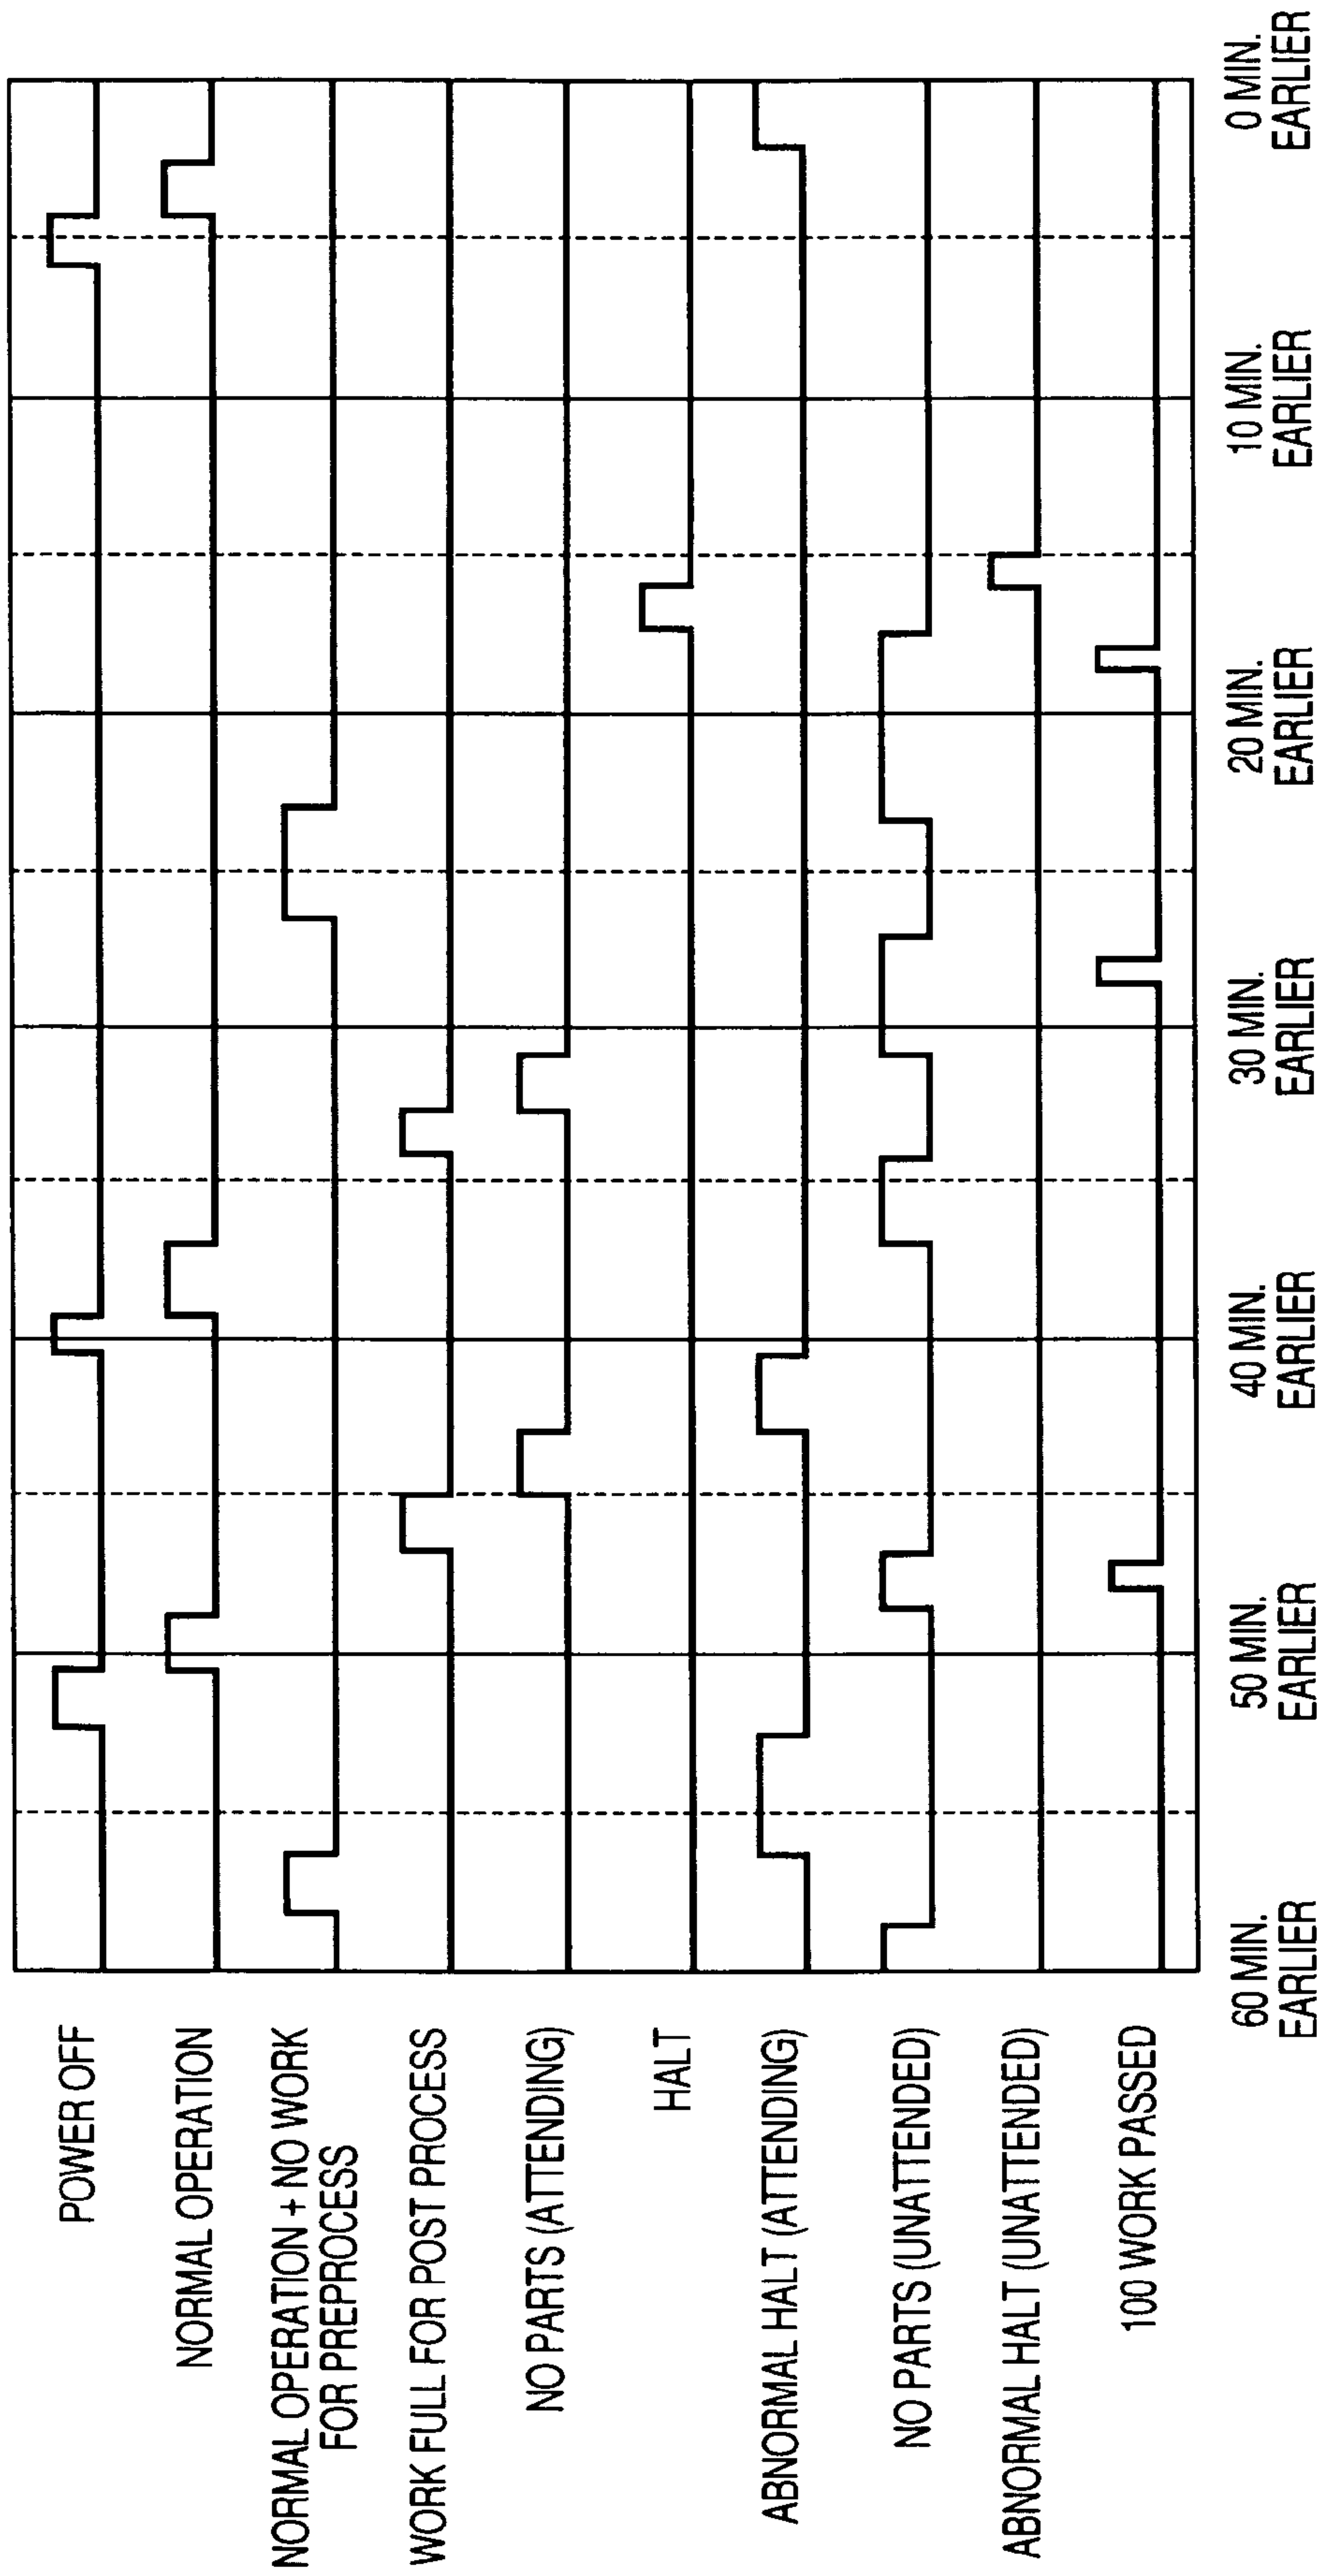 POWER OFF
NORMAL OPERATION
NORMAL OPERATION + NO WORK
FOR PREPROCESS
WORK FULL FOR POST PROCESS
NO PARTS (ATTENDING)
HALT
ABNORMAL HALT (ATTENDING)
NO PARTS (UNATTENDED)
ABNORMAL HALT (UNATTENDED)
100 WORK PASSED
60 MIN.
EARLIER
50 MIN.
EARLIER
40 MIN.
EARLIER
30 MIN.
EARLIER
20 MIN.
EARLIER
10 MIN.
EARLIER
0 MIN.
EARLIER